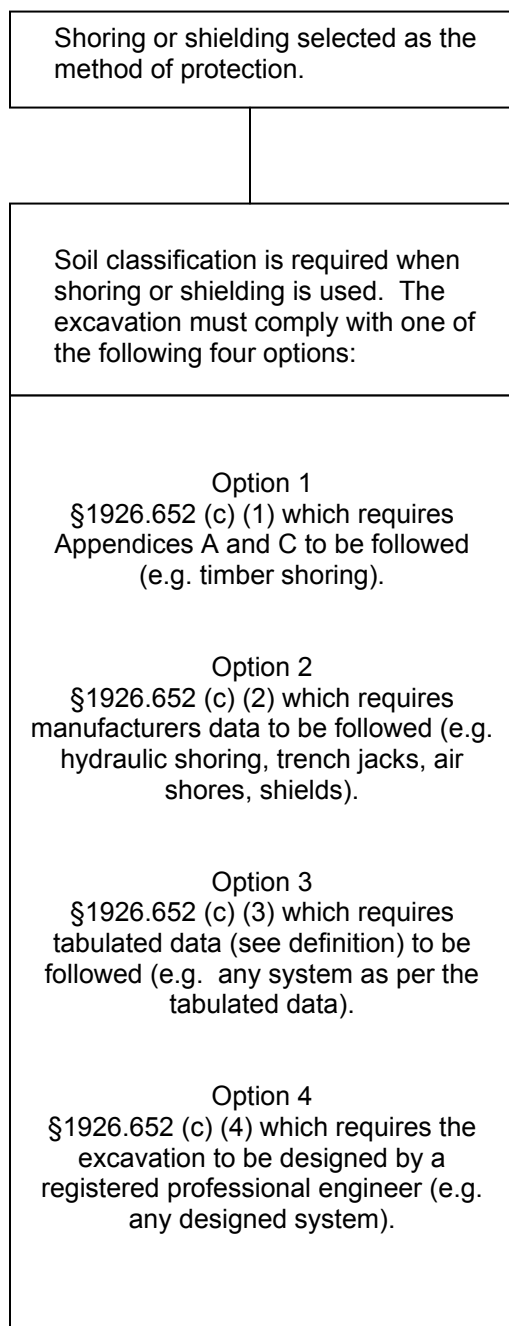 Shoring or shielding selected as the
method of protection.
Soil classification is required when
shoring or shielding is used.  The
excavation must comply with one of
the following four options:
Option 1
§1926.652 (c) (1) which requires
Appendices A and C to be followed
(e.g. timber shoring).
Option 2
§1926.652 (c) (2) which requires
manufacturers data to be followed (e.g.
hydraulic shoring, trench jacks, air
shores, shields).
Option 3
§1926.652 (c) (3) which requires
tabulated data (see definition) to be
followed (e.g.  any system as per the
tabulated data).
Option 4
§1926.652 (c) (4) which requires the
excavation to be designed by a
registered professional engineer (e.g.
any designed system).